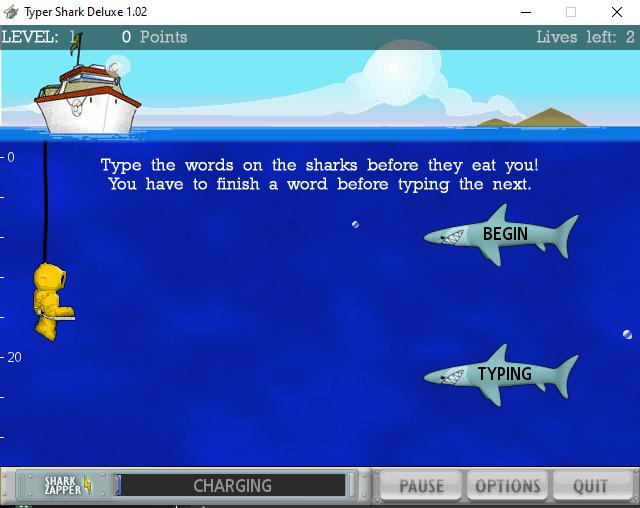 Typer Shark Deluxe 1.02
LEVEL: 1 0 Points Lives left: 2
0
Type the words on the sharks before they eat you!
You have to finish a word before typing the next.
BEGIN
20
TYPING
SHARK ZAPPER CHARGING PAUSE OPTIONS QUIT